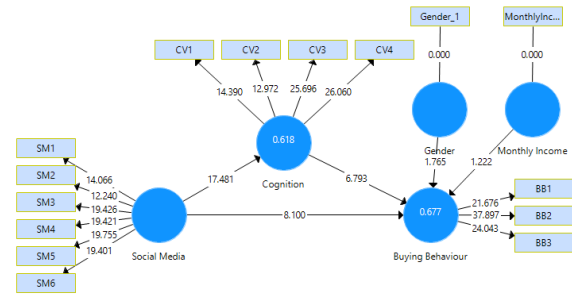 Gender_1
MonthlyInc...
CV1
CV2
CV3
CV4
0.000
0.000
14.390
12.972
25.696
26.060
SM1
SM2
SM3
SM4
SM5
SM6
14.066
12.240
19.426
19.421
19.755
19.401
0.618
Cognition
Gender
Monthly Income
1.765
1.222
17.481
6.793
8.100
Social Media
0.677
Buying Behaviour
21.676
37.897
24.043
BB1
BB2
BB3